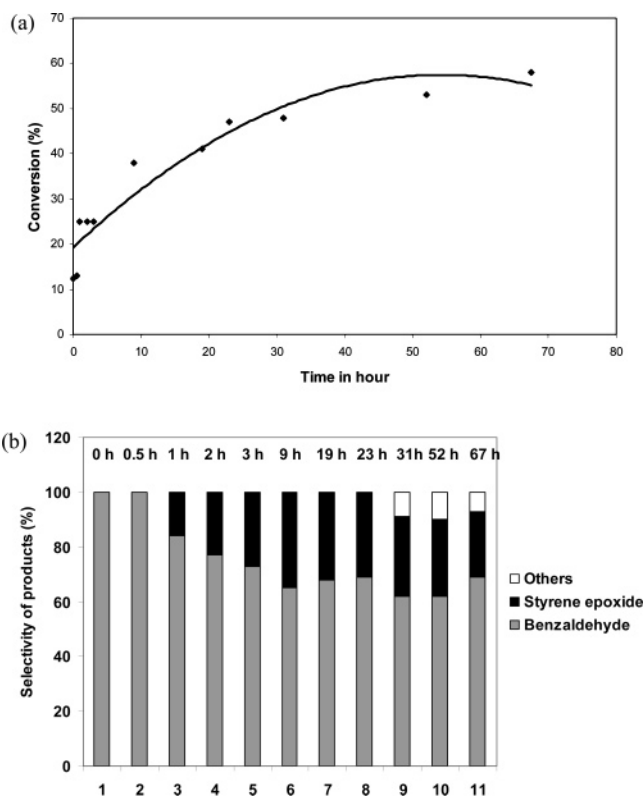 (a)
70
60
50
40
30
20
10
0
Conversion (%)
0 10 20 30 40 50 60 70 80
Time in hour
(b)
120
100
80
60
40
20
0
Selectivity of products (%)
0 h 0.5 h 1 h 2 h 3 h 9 h 19 h 23 h 31h 52 h 67 h
Others
Styrene epoxide
Benzaldehyde
1 2 3 4 5 6 7 8 9 10 11